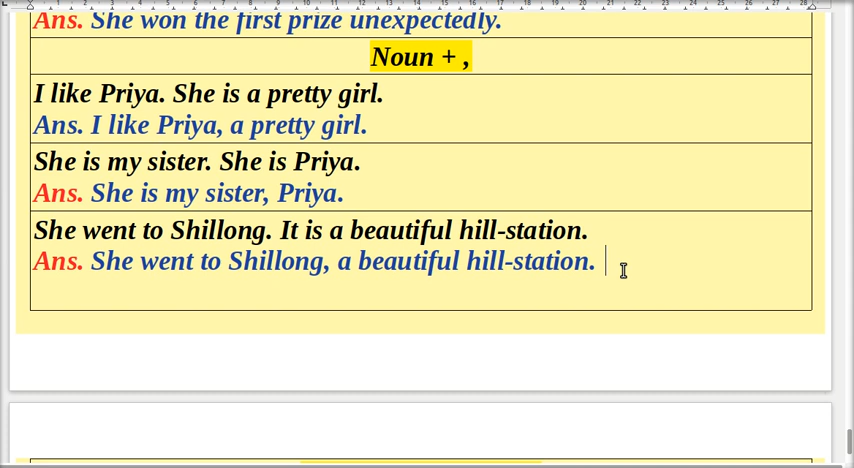 Ans. She won the first prize unexpectedly.
Noun + ,
I like Priya. She is a pretty girl.
Ans. I like Priya, a pretty girl.
She is my sister. She is Priya.
Ans. She is my sister, Priya.
She went to Shillong. It is a beautiful hill-station.
Ans. She went to Shillong, a beautiful hill-station.